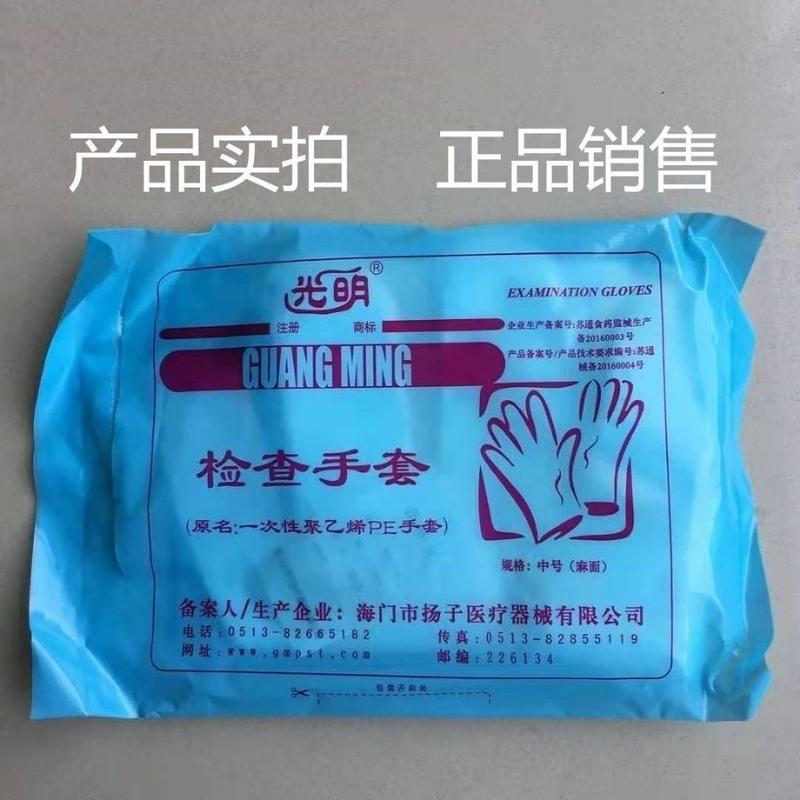 产品实拍 正品销售
光明®
EXAMINATION GLOVES
注册 商标
企业生产备案号:苏通食药监械生产
备20160003号
GUANG MING
产品备案号/产品技术要求编号:苏通
械备20160004号
检查手套
(原名:一次性聚乙烯PE手套)
规格:中号(麻面)
备案人/生产企业:海门市扬子医疗器械有限公司
电话:0513-82665182 传真:0513-82855119
网址:www.gmpst.com 邮编:226134
包装开启处